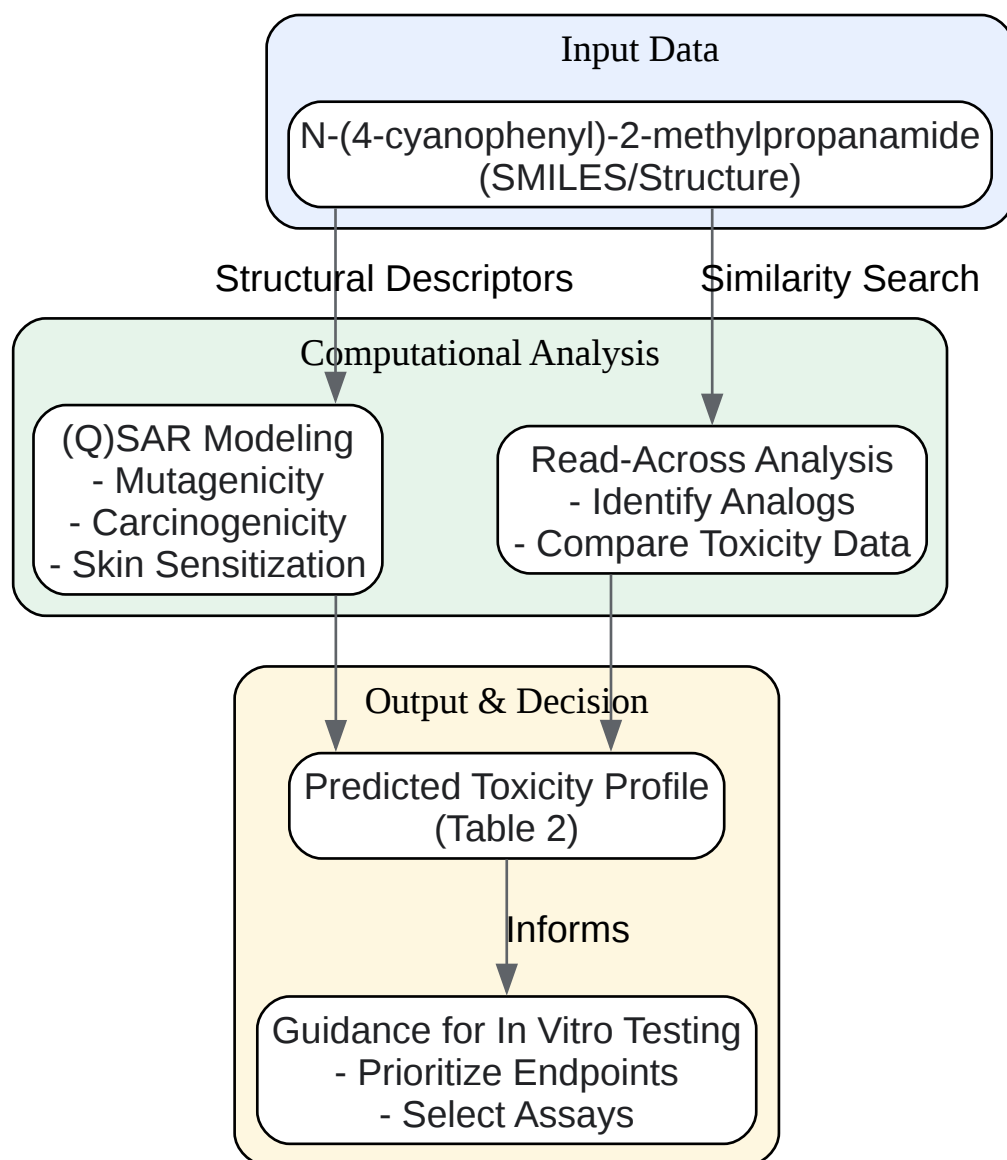 Input Data
N-(4-cyanophenyl)-2-methylpropanamide
(SMILES/Structure)
Structural Descriptors
Similarity Search
Computational Analysis
(Q)SAR Modeling
- Mutagenicity
- Carcinogenicity
- Skin Sensitization
Read-Across Analysis
- Identify Analogs
- Compare Toxicity Data
Output & Decision
Predicted Toxicity Profile
(Table 2)
Informs
Guidance for In Vitro Testing
- Prioritize Endpoints
- Select Assays